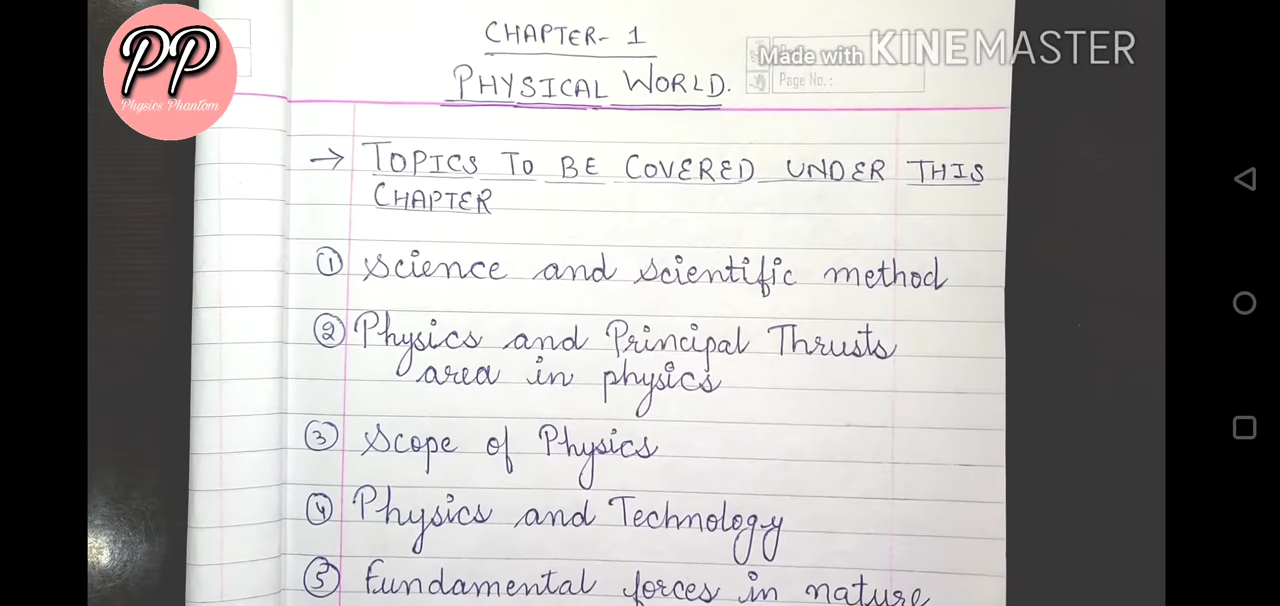 CHAPTER- 1
PHYSICAL WORLD.
Made with KINEMASTER
Page No.:
PP
Physics Phantom
→ TOPICS TO BE COVERED UNDER THIS
CHAPTER
① Science and scientific method
② Physics and Principal Thrusts
area in physics
③ Scope of Physics
④ Physics and Technology
⑤ Fundamental forces in nature